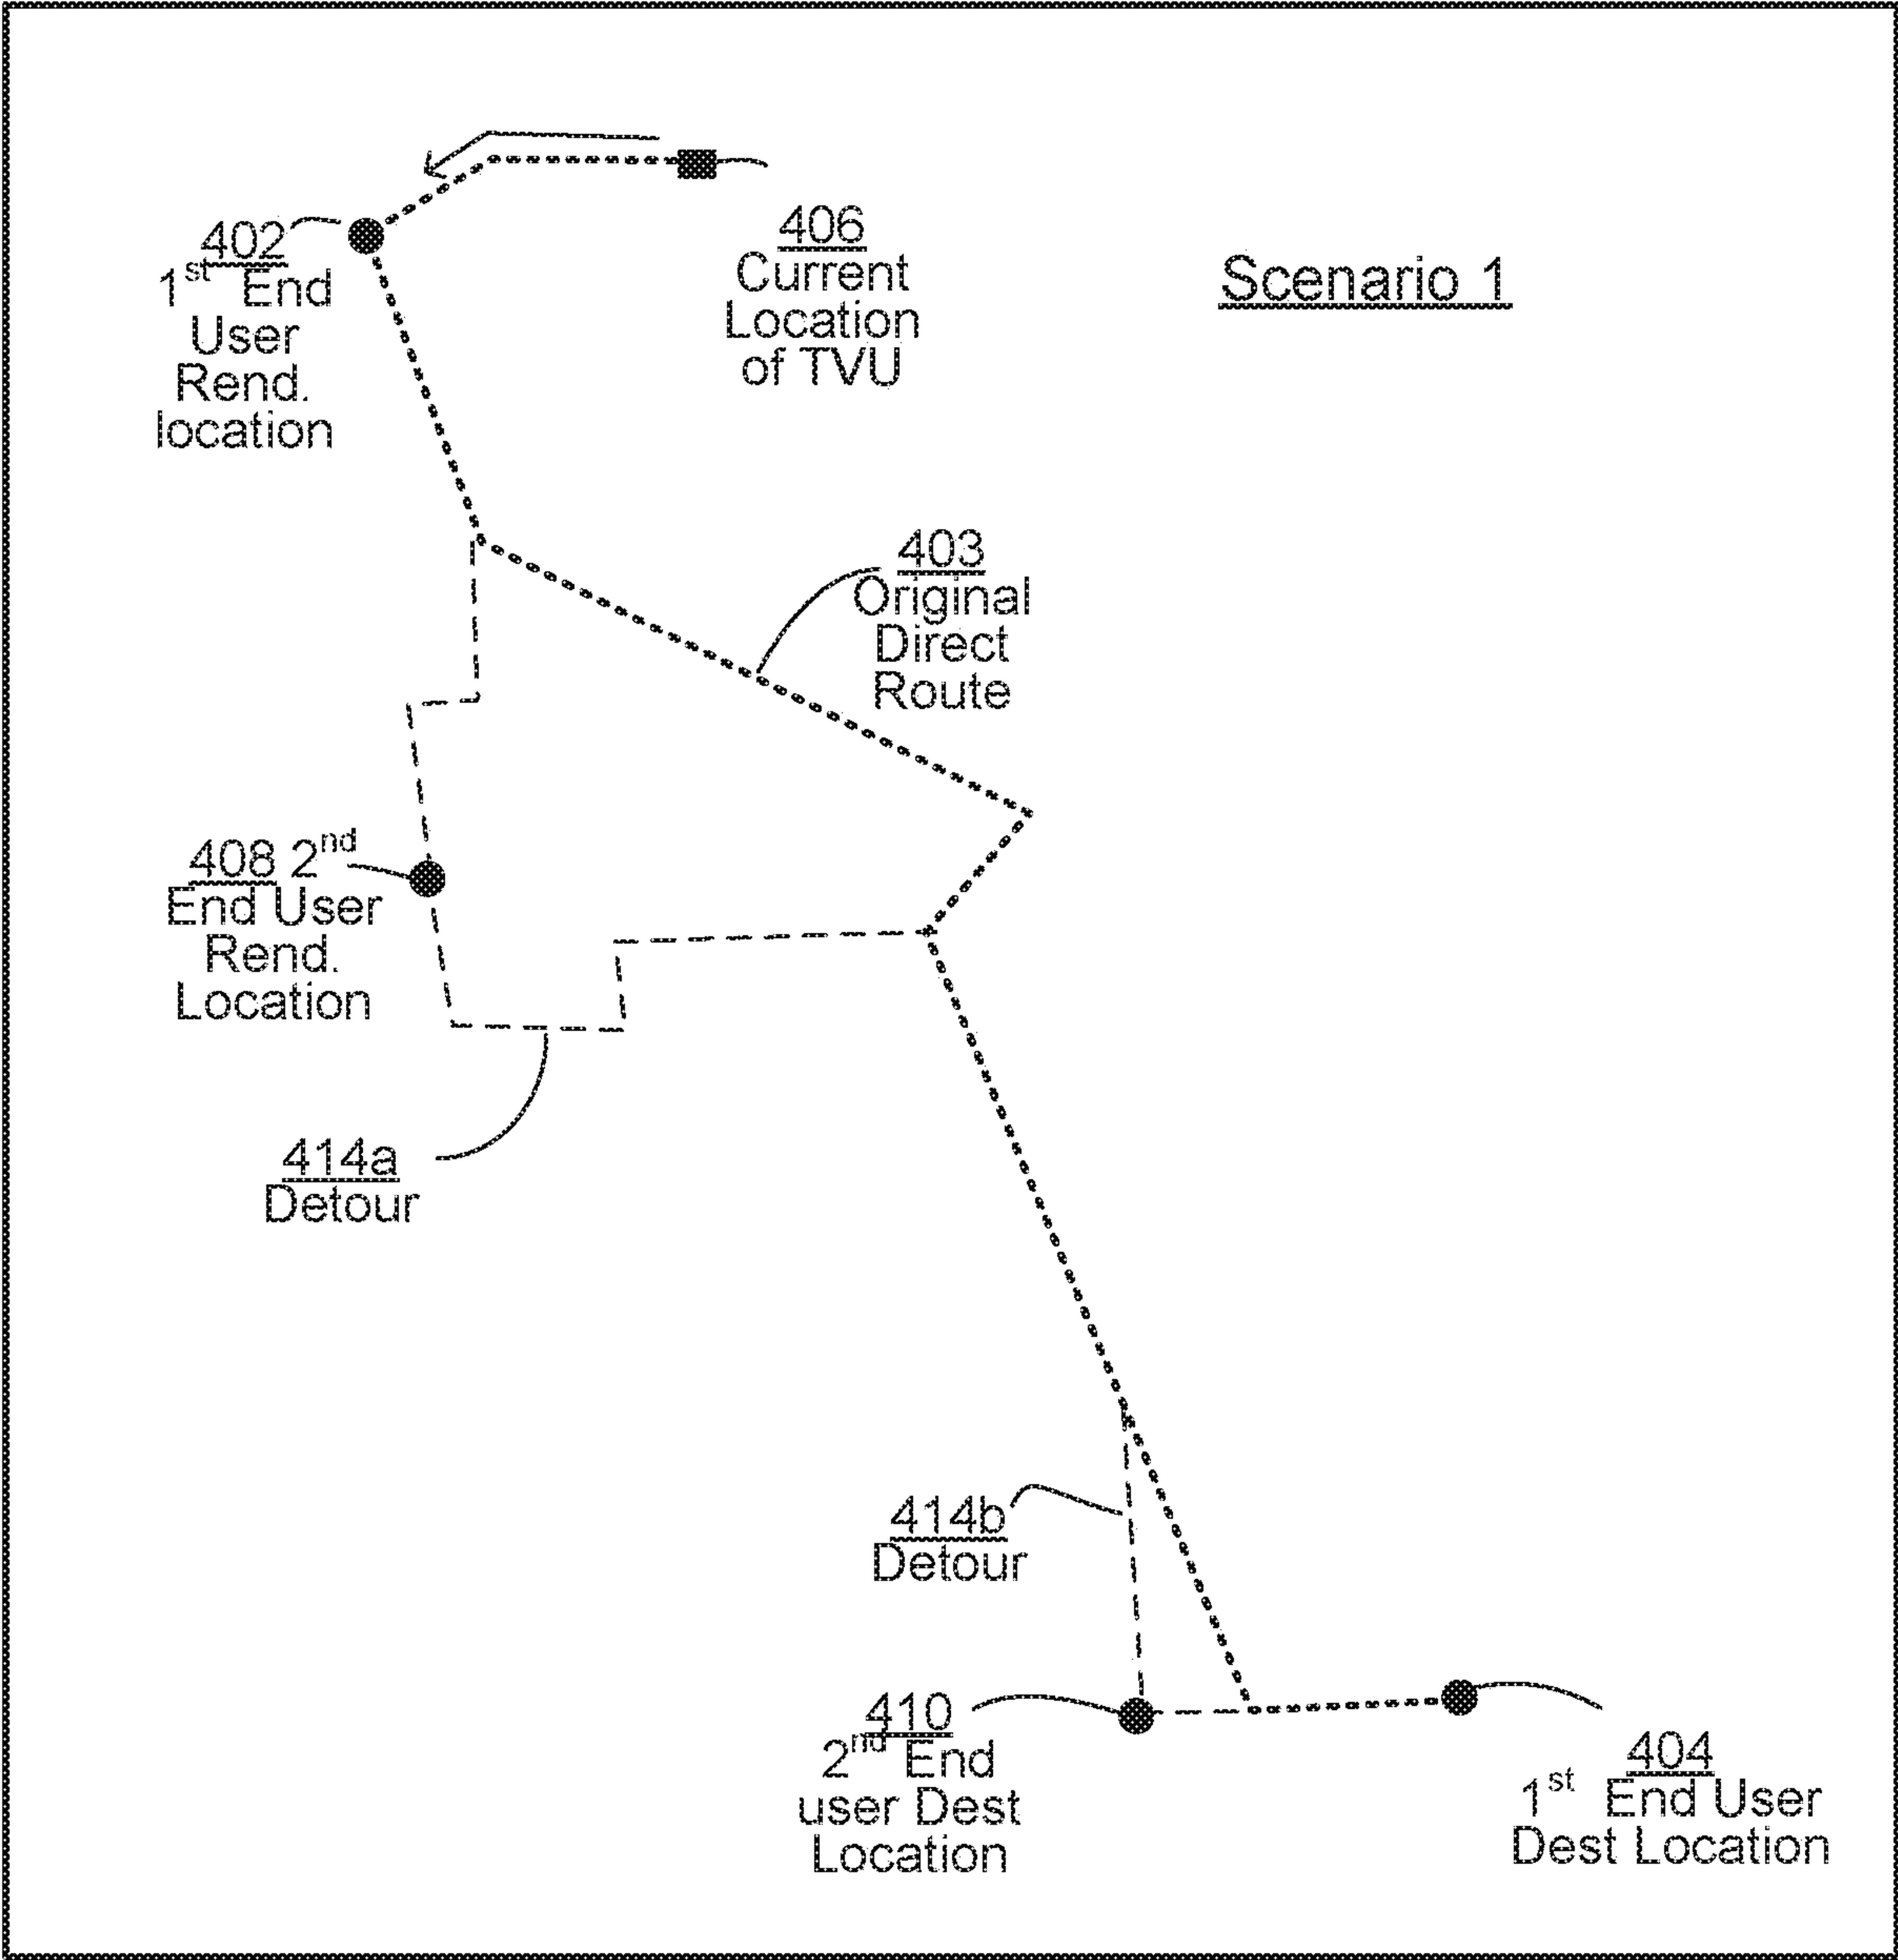 402
1st End
User
Rend.
location
406
Current
Location
of TVU
Scenario 1
403
Original
Direct
Route
408 2nd
End User
Rend.
Location
414a
Detour
414b
Detour
410
2nd End
user Dest
Location
404
1st End User
Dest Location